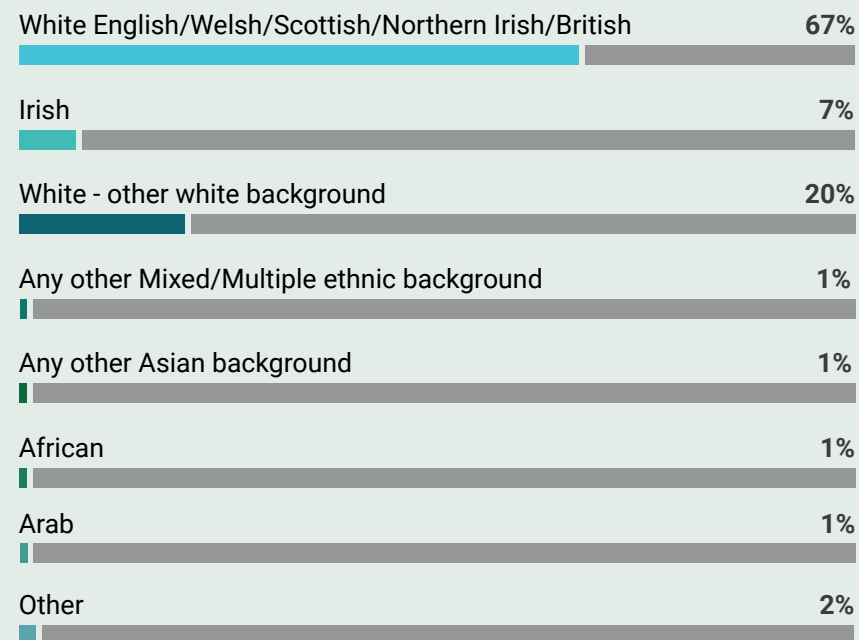 White English/Welsh/Scottish/Northern Irish/British 67%
Irish 7%
White - other white background 20%
Any other Mixed/Multiple ethnic background 1%
Any other Asian background 1%
African 1%
Arab 1%
Other 2%